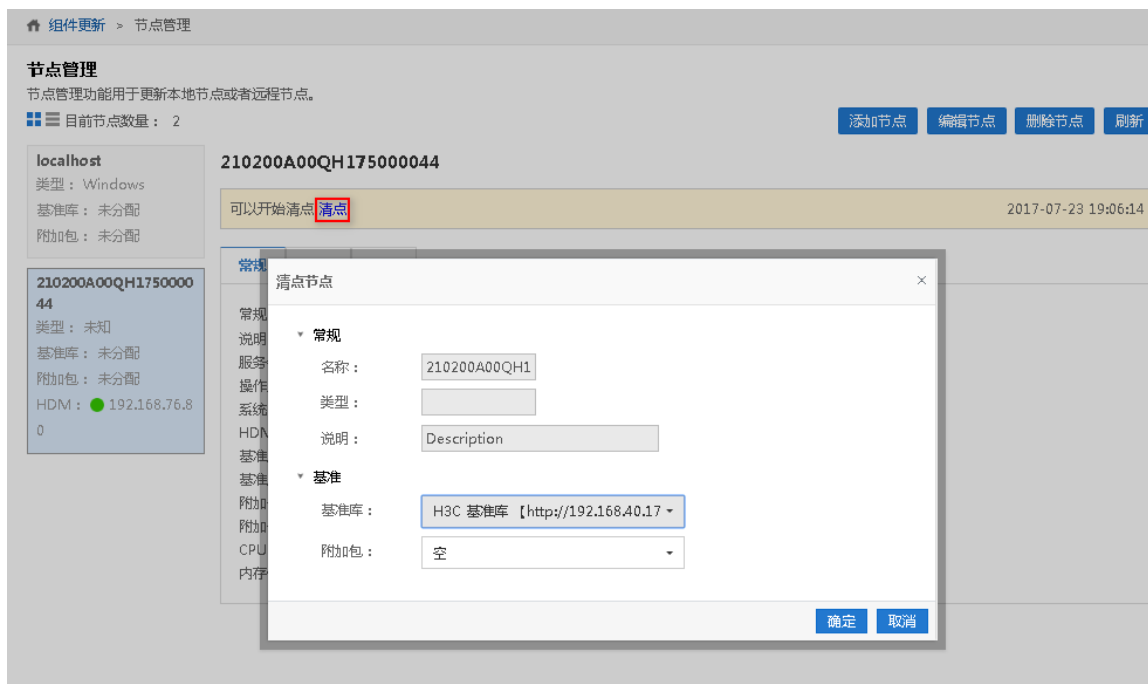 组件更新 > 节点管理
节点管理
节点管理功能用于更新本地节点或者远程节点。
目前节点数量： 2
添加节点 编辑节点 删除节点 刷新
localhost
类型： Windows
基准库： 未分配
附加包： 未分配
210200A00QH1750000
44
类型： 未知
基准库： 未分配
附加包： 未分配
HDM： 192.168.76.8
0
210200A00QH175000044
可以开始清点 清点 2017-07-23 19:06:14
常规
常规
说明
服务
操作
系统
HDM
基准
基准
附加
附加
CPU
内存
清点节点 ×
常规
名称： 210200A00QH1
类型：
说明： Description
基准
基准库： H3C 基准库 【http://192.168.40.17
附加包： 空
确定 取消